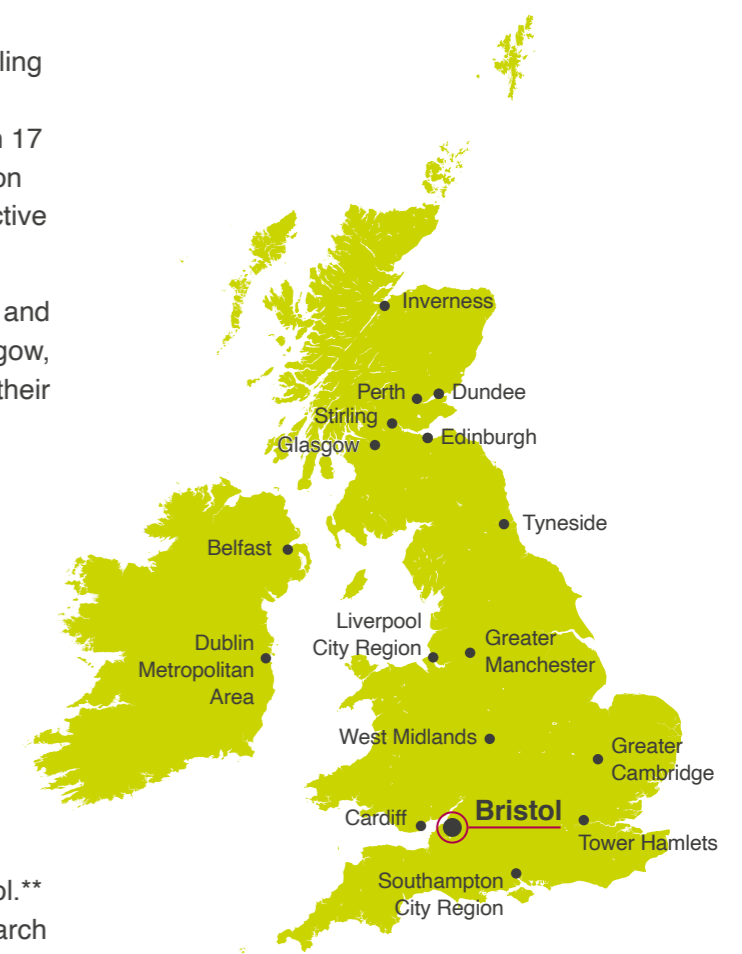 ling
17
on
ctive
and
gow,
their
ol.**
arch
Inverness
Perth
Dundee
Stirling
Edinburgh
Glasgow
Tyneside
Belfast
Liverpool
City Region
Greater
Manchester
Dublin
Metropolitan
Area
West Midlands
Greater
Cambridge
Cardiff
Bristol
Tower Hamlets
Southampton
City Region